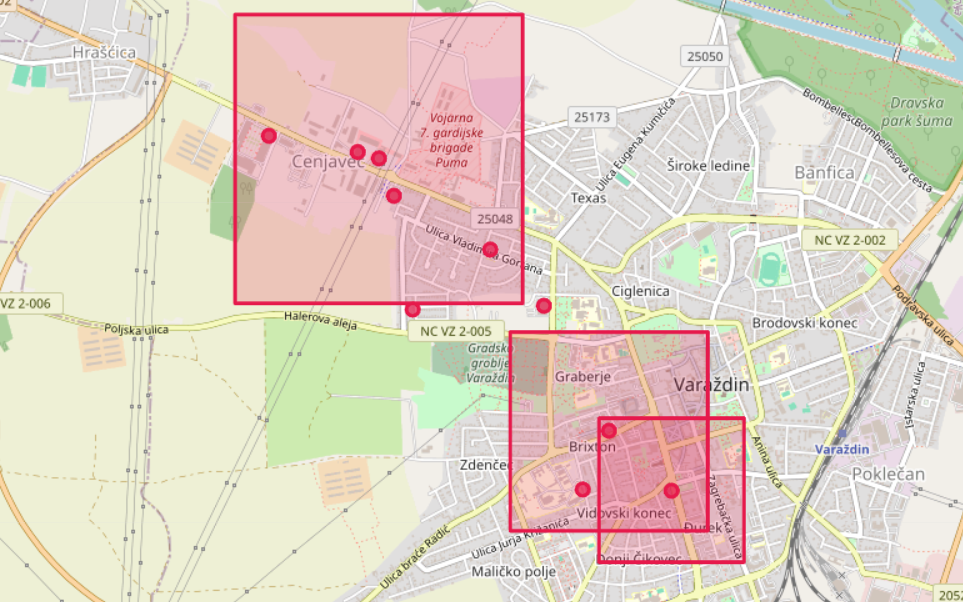 Hrašćica
25050
25173
Bombellesova cesta
Dravska
park šuma
Vojarna
7. gardijske
brigade
Puma
Ulica Eugena Kumičića
Cenjavec
Široke ledine
Banfica
Texas
25048
Ulica Vladimira Gorana
NC VZ 2-002
Ciglenica
VZ 2-006
Poljska ulica
Halerova aleja
NC VZ 2-005
Brodovski konec
Podravska ulica
Gradsko
groblje
Varaždin
Graberje
Varaždin
Istarska ulica
Brixton
Anina ulica
Varaždin
Zdenčec
Poklečan
Zagrebačka ulica
Vidovski konec
Đurek
Ulica Jurja Križanića
Ulica braće Radić
Donji Čikovec
Maličko polje